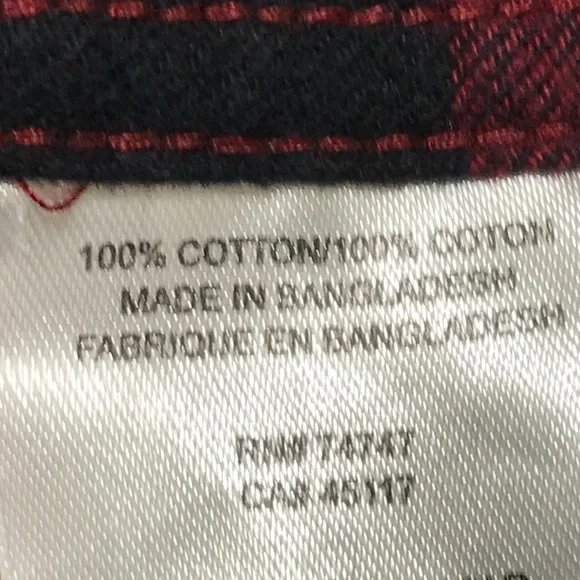 100% COTTON/100% COTON
MADE IN BANGLADESH
FABRIQUE EN BANGLADESH
RN# 74747
CA# 45117